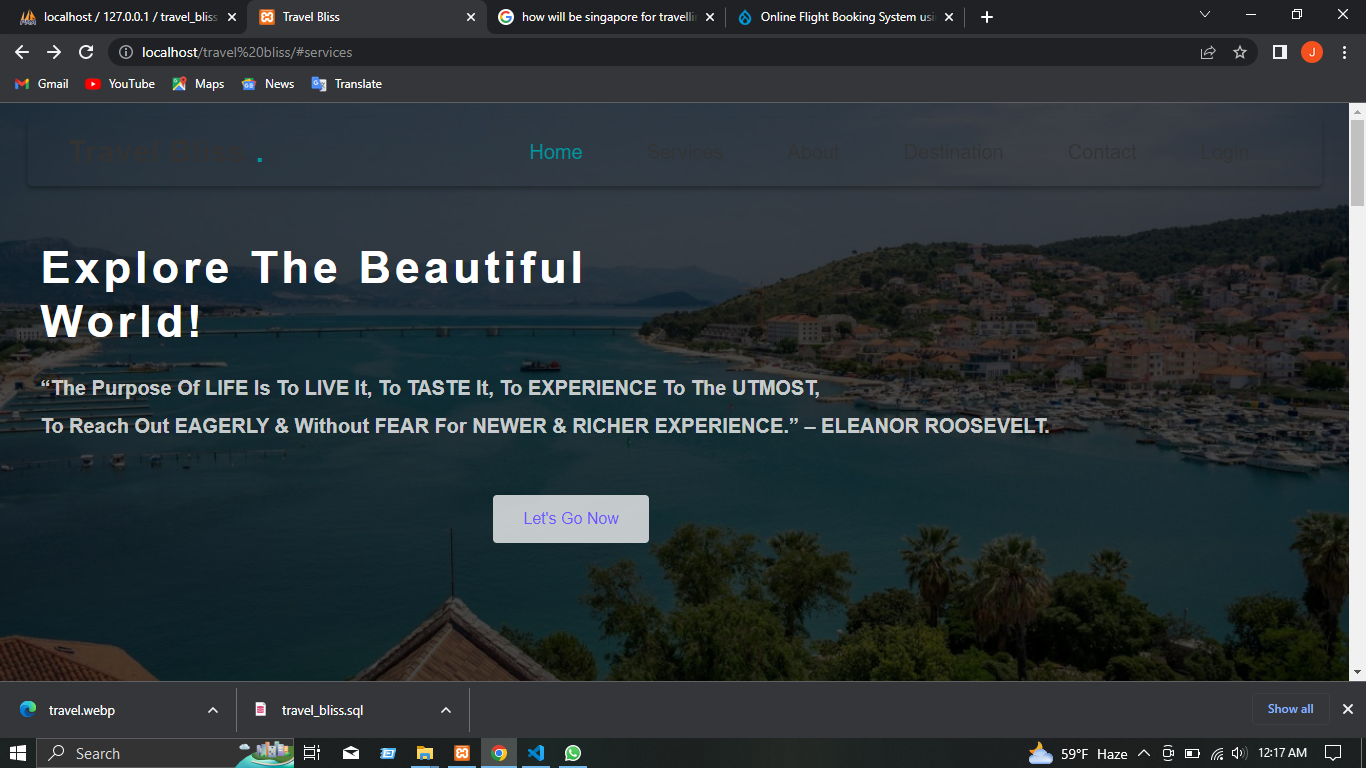 localhost / 127.0.0.1 / travel_bliss
Travel Bliss
how will be singapore for travelli
Online Flight Booking System usi
localhost/travel%20bliss/#services
J
Gmail
YouTube
Maps
News
Translate
Travel Bliss .
Home
Services
About
Destination
Contact
Login
Explore The Beautiful
World!
“The Purpose Of LIFE Is To LIVE It, To TASTE It, To EXPERIENCE To The UTMOST,
To Reach Out EAGERLY & Without FEAR For NEWER & RICHER EXPERIENCE.” – ELEANOR ROOSEVELT.
Let's Go Now
travel.webp
travel_bliss.sql
Show all
Search
59°F Haze
12:17 AM